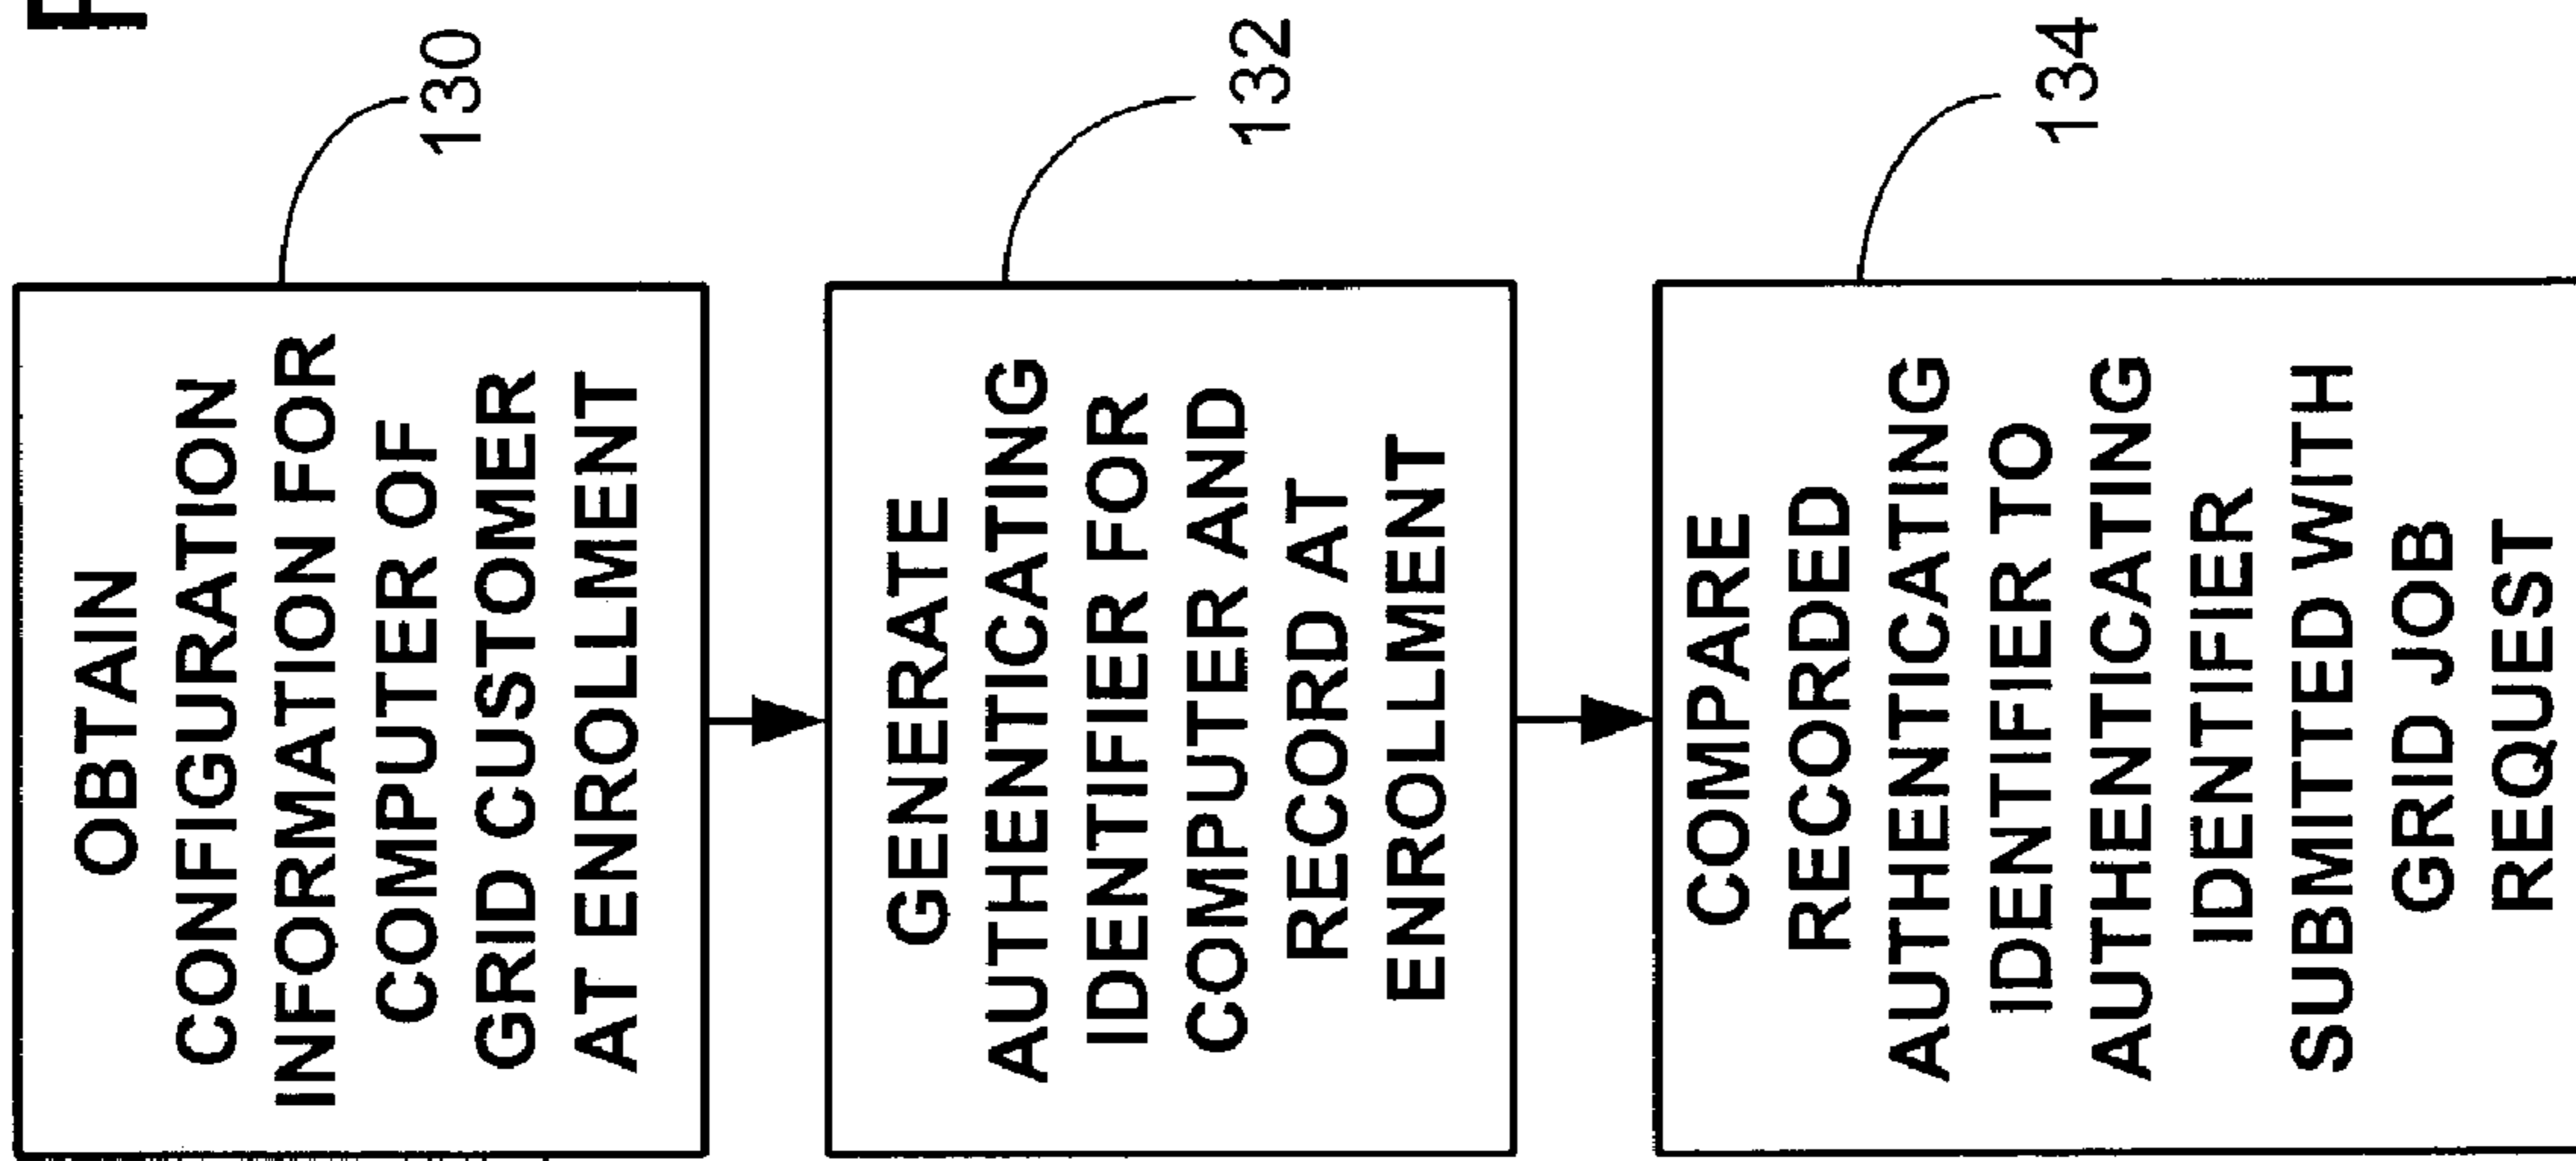 OBTAIN
CONFIGURATION
INFORMATION FOR
COMPUTER OF
GRID CUSTOMER
AT ENROLLMENT
130
GENERATE
AUTHENTICATING
IDENTIFIER FOR
COMPUTER AND
RECORD AT
ENROLLMENT
132
COMPARE
RECORDED
AUTHENTICATING
IDENTIFIER TO
AUTHENTICATING
IDENTIFIER
SUBMITTED WITH
GRID JOB
REQUEST
134